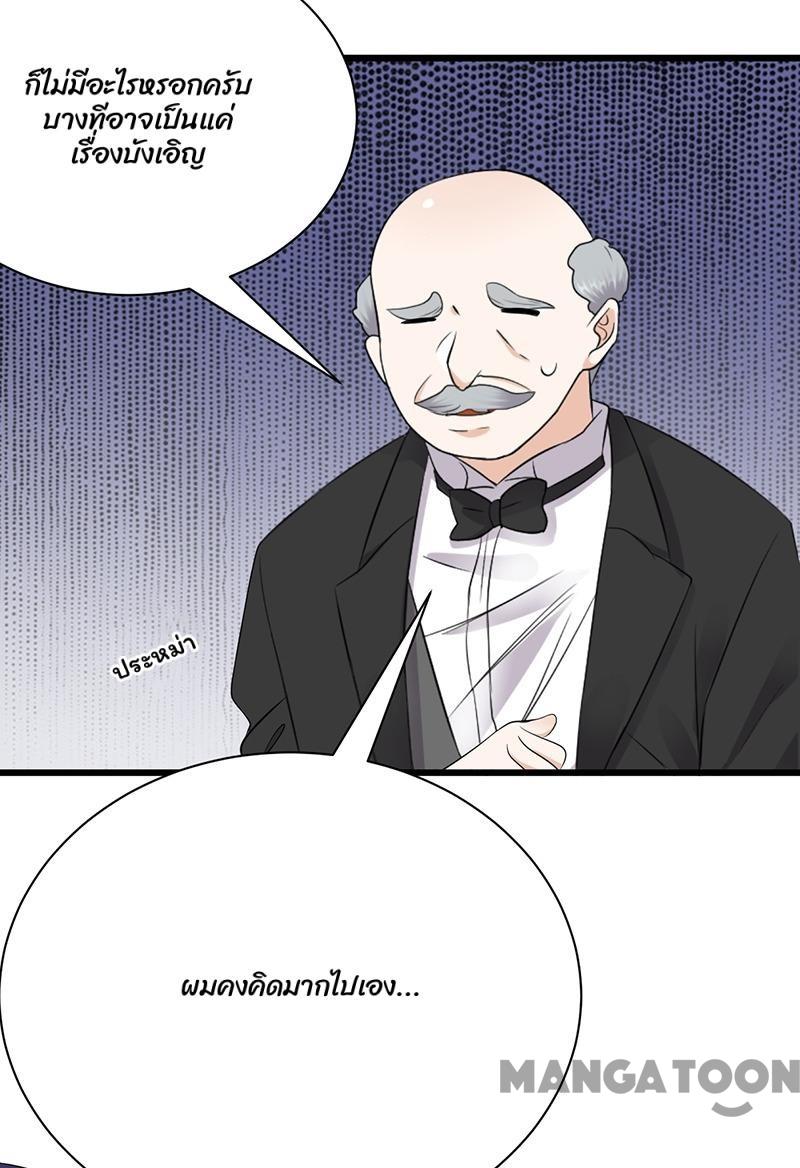 ก็ไม่มีอะไรหรอกครับ
บางทีอาจเป็นแค่
เรื่องบังเอิญ
ประหม่า
ผมคงคิดมากไปเอง...
MANGATOON